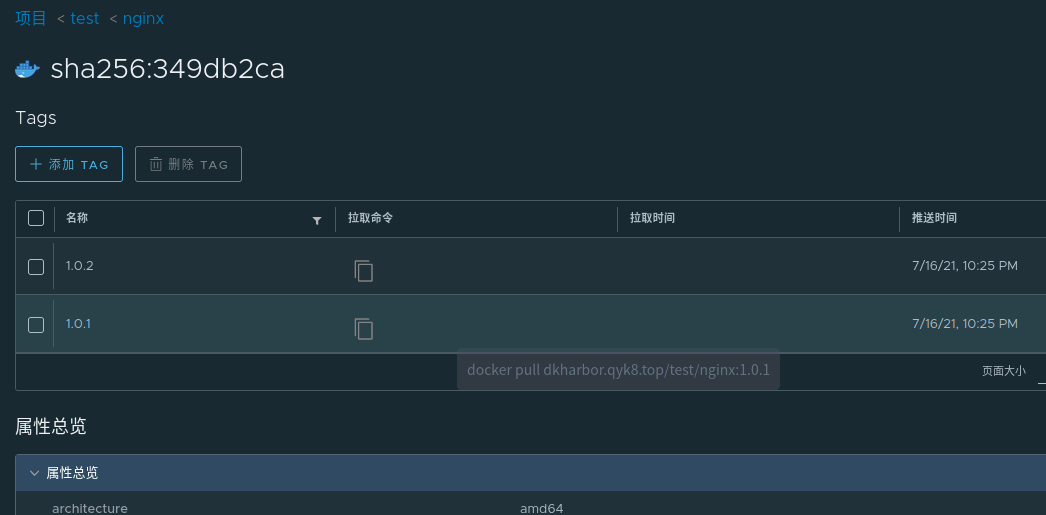 项目 < test < nginx
sha256:349db2ca
Tags
+ 添加 TAG 删除 TAG
名称 拉取命令 拉取时间 推送时间
1.0.2 7/16/21, 10:25 PM
1.0.1 7/16/21, 10:25 PM
docker pull dkharbor.qyk8.top/test/nginx:1.0.1 页面大小
属性总览
属性总览
architecture amd64